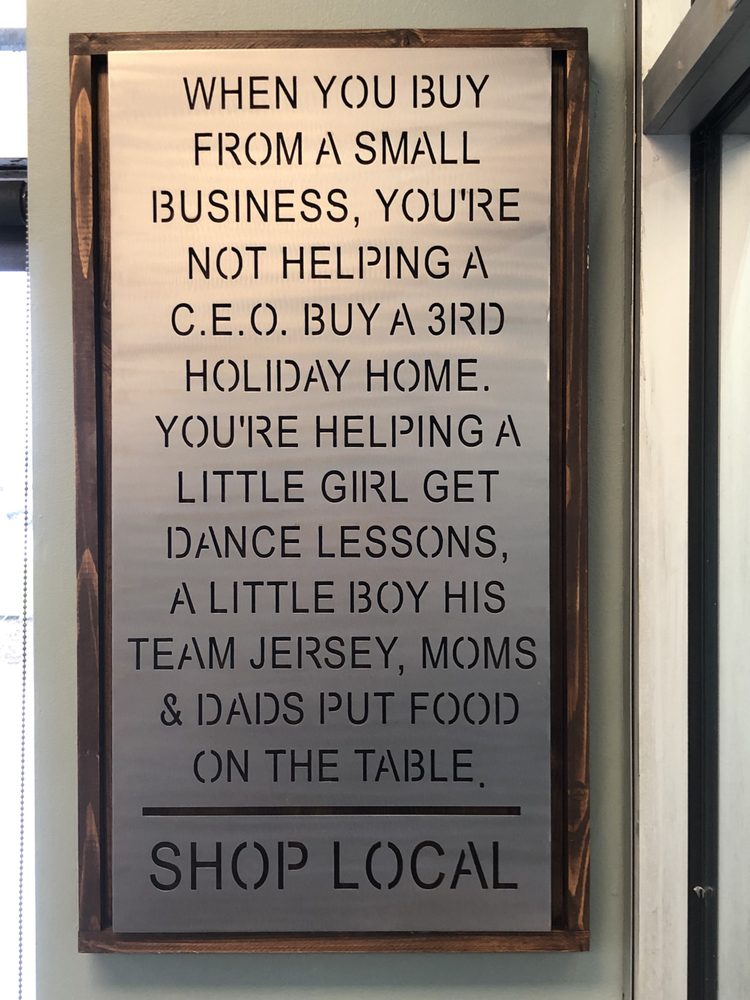 WHEN YOU BUY
FROM A SMALL
BUSINESS, YOU'RE
NOT HELPING A
C.E.O. BUY A 3RD
HOLIDAY HOME.
YOU'RE HELPING A
LITTLE GIRL GET
DANCE LESSONS,
A LITTLE BOY HIS
TEAM JERSEY, MOMS
& DADS PUT FOOD
ON THE TABLE.
SHOP LOCAL